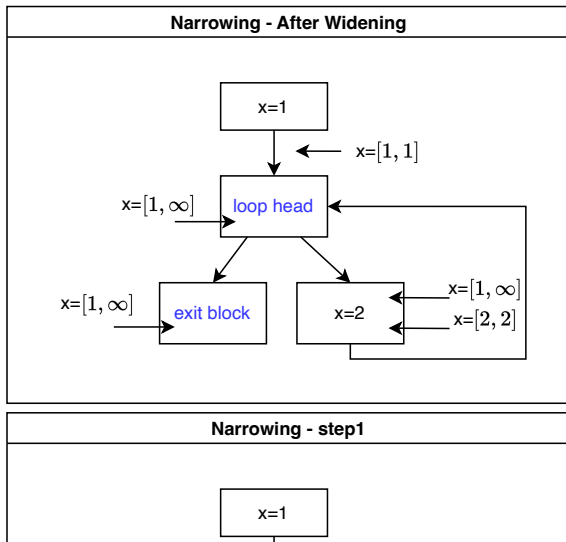 Narrowing - After Widening
x=1
x=[1, 1]
x=[1, ∞]
loop head
x=[1, ∞]
x=[1, ∞]
exit block
x=2
x=[2, 2]
Narrowing - step1
x=1